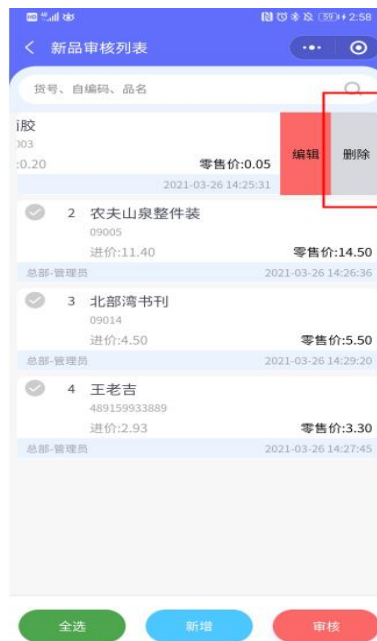 HD 4G 59 2:58
新品审核列表
货号、自编码、品名
胶
003
:0.20 零售价:0.05
2021-03-26 14:25:31
编辑 删除
2 农夫山泉整件装
09005
进价:11.40 零售价:14.50
总部-管理员 2021-03-26 14:26:36
3 北部湾书刊
09014
进价:4.50 零售价:5.50
总部-管理员 2021-03-26 14:29:20
4 王老吉
489159933889
进价:2.93 零售价:3.30
总部-管理员 2021-03-26 14:27:45
全选 新增 审核